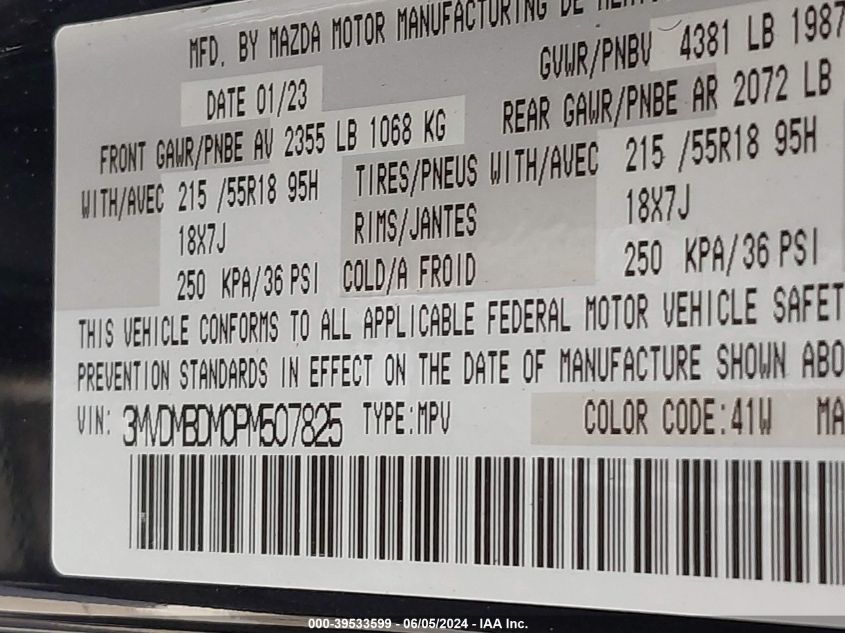 MFD. BY MAZDA MOTOR MANUFACTURING DE
DATE 01/23
GVWR/PNBV 4381 LB 1987
FRONT GAWR/PNBE AV 2355 LB 1068 KG
REAR GAWR/PNBE AR 2072 LB
WITH/AVEC 215 /55R18 95H TIRES/PNEUS WITH/AVEC 215 /55R18 95H
18X7J RIMS/JANTES 18X7J
250 KPA/36 PSI COLD/A FROID 250 KPA/36 PSI
THIS VEHICLE CONFORMS TO ALL APPLICABLE FEDERAL MOTOR VEHICLE SAFET
PREVENTION STANDARDS IN EFFECT ON THE DATE OF MANUFACTURE SHOWN ABO
VIN: 3MVDMBDM0PM507825 TYPE:MPV COLOR CODE:41W MA
000-39533599 - 06/05/2024 - IAA Inc.